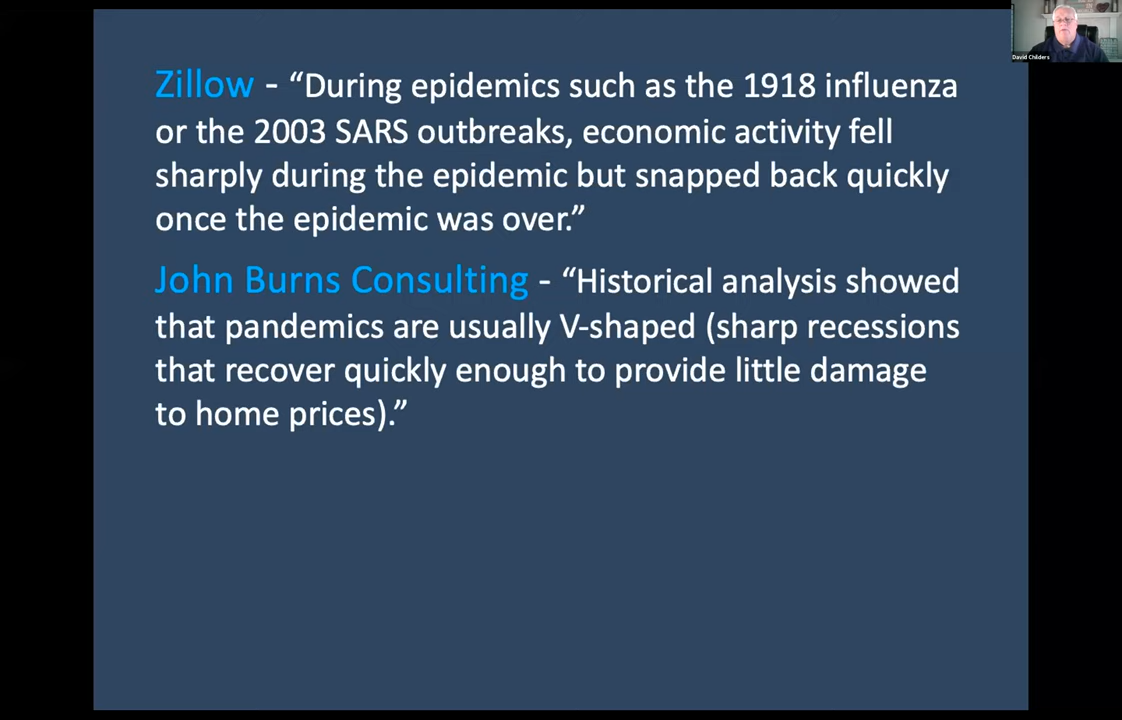 Zillow - “During epidemics such as the 1918 influenza
or the 2003 SARS outbreaks, economic activity fell
sharply during the epidemic but snapped back quickly
once the epidemic was over.”
John Burns Consulting - “Historical analysis showed
that pandemics are usually V-shaped (sharp recessions
that recover quickly enough to provide little damage
to home prices).”
David Childers